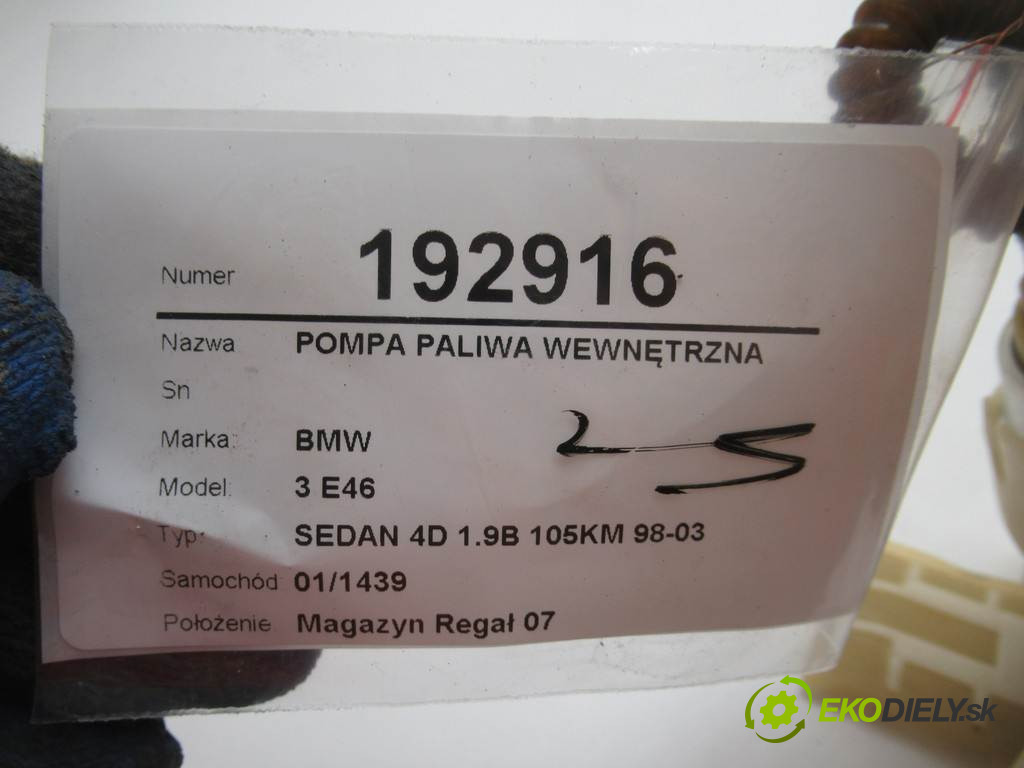 Numer 192916
Nazwa POMPA PALIWA WEWNĘTRZNA
Sn
Marka: BMW
Model: 3 E46
Typ: SEDAN 4D 1.9B 105KM 98-03
Samochód 01/1439
Położenie Magazyn Regał 07
EKODIELY.sk